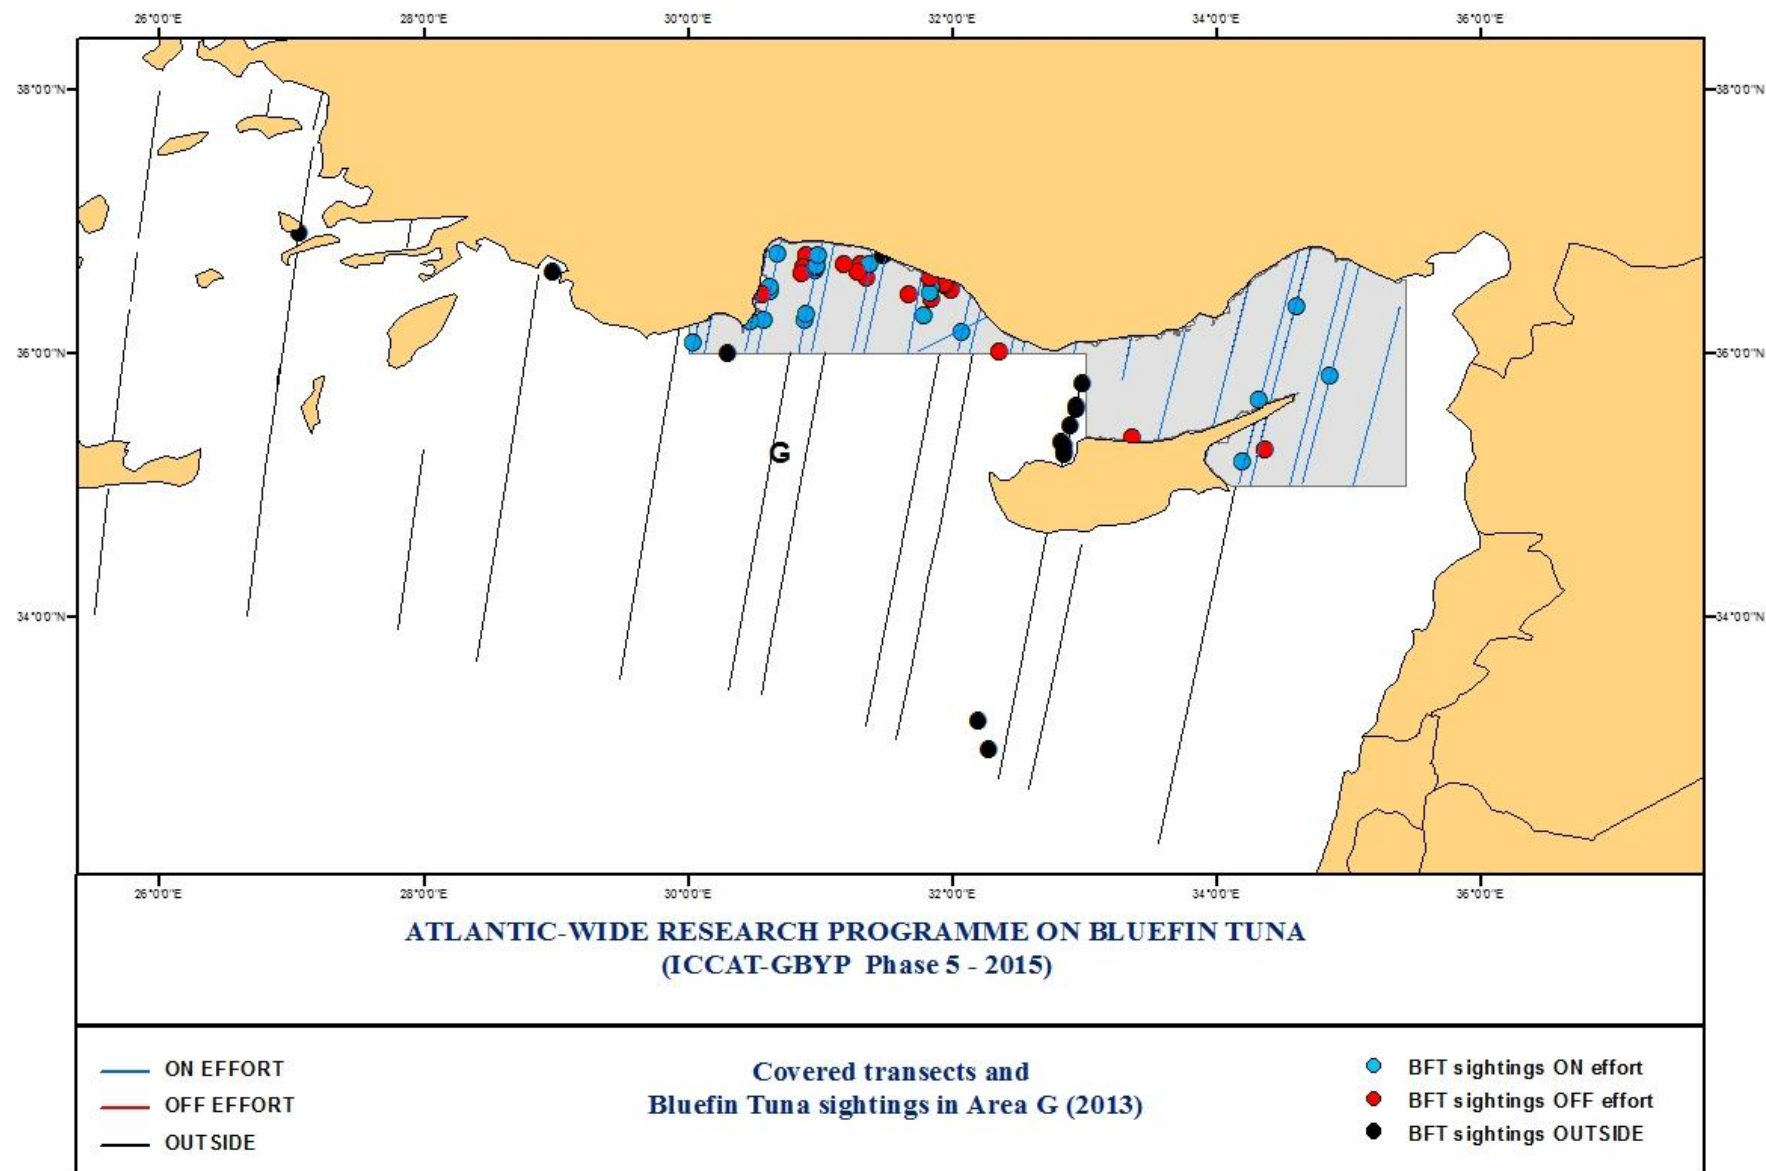 26°0'0"E 28°0'0"E 30°0'0"E 32°0'0"E 34°0'0"E 36°0'0"E
38°0'0"N 38°0'0"N
36°0'0"N 36°0'0"N
G
34°0'0"N 34°0'0"N
26°0'0"E 28°0'0"E 30°0'0"E 32°0'0"E 34°0'0"E 36°0'0"E
ATLANTIC-WIDE RESEARCH PROGRAMME ON BLUEFIN TUNA
(ICCAT-GBYP Phase 5 - 2015)
ON EFFORT
OFF EFFORT
OUTSIDE
Covered transects and
Bluefin Tuna sightings in Area G (2013)
BFT sightings ON effort
BFT sightings OFF effort
BFT sightings OUTSIDE